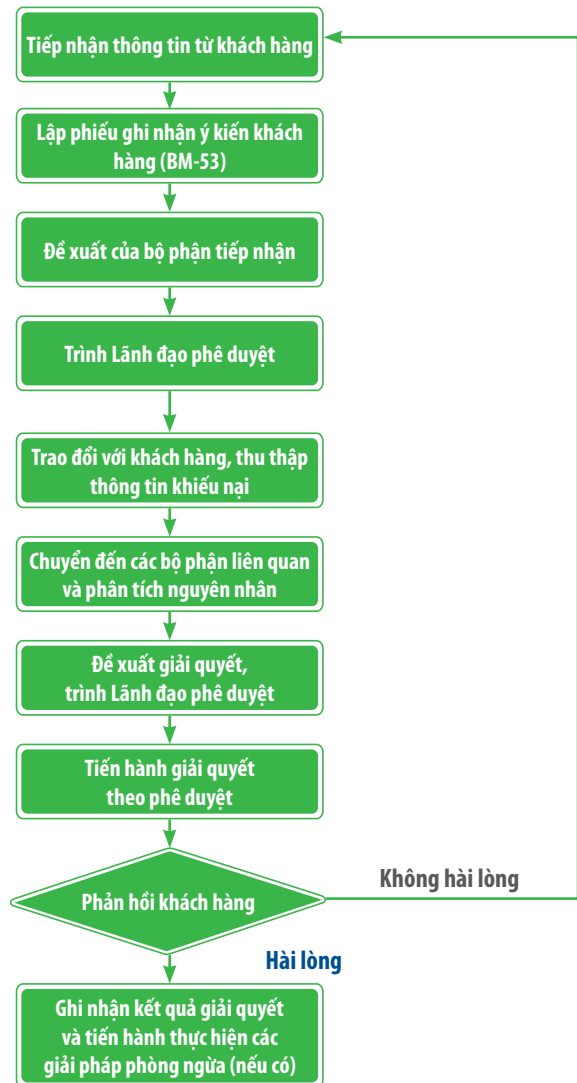 Tiếp nhận thông tin từ khách hàng
Lập phiếu ghi nhận ý kiến khách
hàng (BM-53)
Đề xuất của bộ phận tiếp nhận
Trình Lãnh đạo phê duyệt
Trao đổi với khách hàng, thu thập
thông tin khiếu nại
Chuyển đến các bộ phận liên quan
và phân tích nguyên nhân
Đề xuất giải quyết,
trình Lãnh đạo phê duyệt
Tiến hành giải quyết
theo phê duyệt
Không hài lòng
Phản hồi khách hàng
Hài lòng
Ghi nhận kết quả giải quyết
và tiến hành thực hiện các
giải pháp phòng ngừa (nếu có)